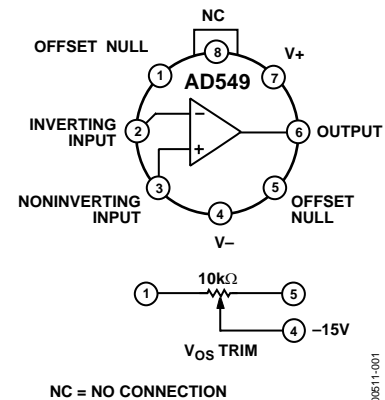 NC
OFFSET NULL
8
V+
1
AD549
7
INVERTING
INPUT
2
−
6
OUTPUT
+
NONINVERTING
INPUT
3
5
OFFSET
NULL
4
V−
10kΩ
1
5
4
−15V
VOS TRIM
NC = NO CONNECTION
00511-001